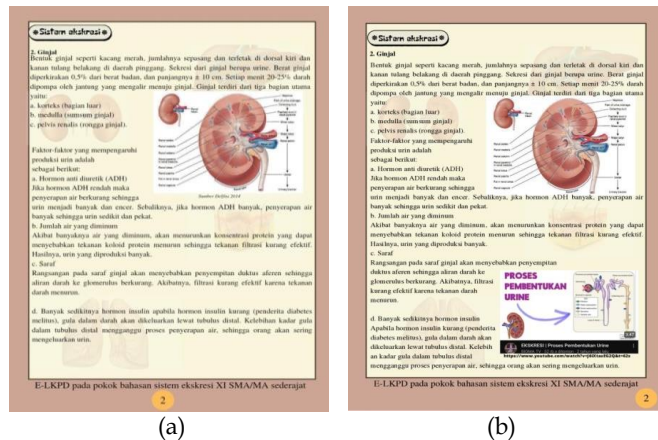 Sistem ekskresi
2. Ginjal
Bentuk ginjal seperti kacang merah, jumlahnya sepasang dan terletak di dorsal kiri dan
kanan tulang belakang di daerah pinggang. Sekresi dari ginjal berupa urine. Berat ginjal
diperkirakan 0,5% dari berat badan, dan panjangnya ± 10 cm. Setiap menit 20-25% darah
dipompa oleh jantung yang mengalir menuju ginjal. Ginjal terdiri dari tiga bagian utama
yaitu:
a. korteks (bagian luar)
b. medulla (sumsum ginjal)
c. pelvis renalis (rongga ginjal).
Faktor-faktor yang mempengaruhi
produksi urin adalah
sebagai berikut:
a. Hormon anti diuretik (ADH)
Jika hormon ADH rendah maka
penyerapan air berkurang sehingga
urin menjadi banyak dan encer. Sebaliknya, jika hormon ADH banyak, penyerapan air
banyak sehingga urin sedikit dan pekat.
b. Jumlah air yang diminum
Akibat banyaknya air yang diminum, akan menurunkan konsentrasi protein yang dapat
menyebabkan tekanan koloid protein menurun sehingga tekanan filtrasi kurang efektif.
Hasilnya, urin yang diproduksi banyak.
c. Saraf
Rangsangan pada saraf ginjal akan menyebabkan penyempitan duktus aferen sehingga
aliran darah ke glomerulus berkurang. Akibatnya, filtrasi kurang efektif karena tekanan
darah menurun.
d. Banyak sedikitnya hormon insulin apabila hormon insulin kurang (penderita diabetes
melitus), gula dalam darah akan dikeluarkan lewat tubulus distal. Kelebihan kadar gula
dalam tubulus distal mengganggu proses penyerapan air, sehingga orang akan sering
mengeluarkan urin.
E-LKPD pada pokok bahasan sistem ekskresi XI SMA/MA sederajat
2
(a)
Sistem ekskresi
2. Ginjal
Bentuk ginjal seperti kacang merah, jumlahnya sepasang dan terletak di dorsal kiri dan
kanan tulang belakang di daerah pinggang. Sekresi dari ginjal berupa urine. Berat ginjal
diperkirakan 0,5% dari berat badan, dan panjangnya ± 10 cm. Setiap menit 20-25% darah
dipompa oleh jantung yang mengalir menuju ginjal. Ginjal terdiri dari tiga bagian utama
yaitu:
a. korteks (bagian luar)
b. medulla (sumsum ginjal)
c. pelvis renalis (rongga ginjal).
Faktor-faktor yang mempengaruhi
produksi urin adalah
sebagai berikut:
a. Hormon anti diuretik (ADH)
Jika hormon ADH rendah maka
penyerapan air berkurang sehingga
urin menjadi banyak dan encer. Sebaliknya, jika hormon ADH banyak, penyerapan air
banyak sehingga urin sedikit dan pekat.
b. Jumlah air yang diminum
Akibat banyaknya air yang diminum, akan menurunkan konsentrasi protein yang dapat
menyebabkan tekanan koloid protein menurun sehingga tekanan filtrasi kurang efektif.
Hasilnya, urin yang diproduksi banyak.
c. Saraf
Rangsangan pada saraf ginjal akan menyebabkan penyempitan
duktus aferen sehingga aliran darah ke
glomerulus berkurang. Akibatnya, filtrasi
kurang efektif karena tekanan darah
menurun.
PROSES
PEMBENTUKAN
URINE
EKSKRESI | Proses Pembentukan Urine
d. Banyak sedikitnya hormon insulin
Apabila hormon insulin kurang (penderita
diabetes melitus), gula dalam darah akan
dikeluarkan lewat tubulus distal. Kelebih
an kadar gula dalam tubulus distal
mengganggu proses penyerapan air, sehingga orang akan sering mengeluarkan urin.
E-LKPD pada pokok bahasan sistem ekskresi XI SMA/MA sederajat
2
(b)